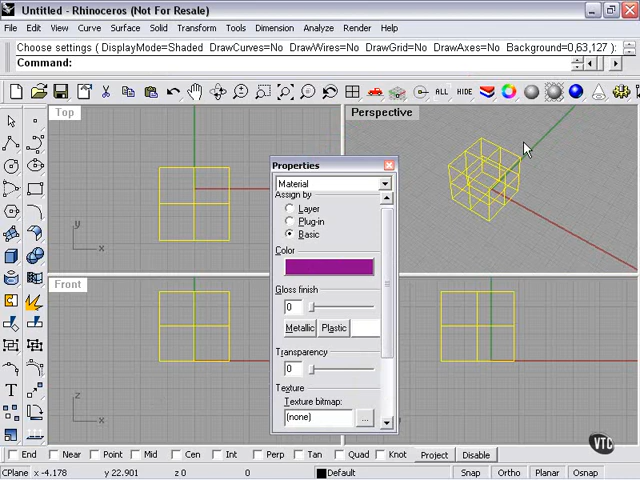 Untitled - Rhinoceros (Not For Resale)
File Edit View Curve Surface Solid Transform Tools Dimension Analyze Render Help
Choose settings ( DisplayMode=Shaded DrawCurves=No DrawWires=No DrawGrid=No DrawAxes=No Background=0,63,127 ):
Command:
ALL HIDE
Top
Perspective
Properties
Material
Assign by
Layer
Plug-in
Basic
Color
Gloss finish
0
Metallic Plastic
Transparency
0
Texture
Texture bitmap:
(none) ...
y
x
Front
z
x
y
T
VTC
End Near Point Mid Cen Int Perp Tan Quad Knot Project Disable
CPlane x -4.178 y 22.901 z 0 0 Default Snap Ortho Planar Osnap